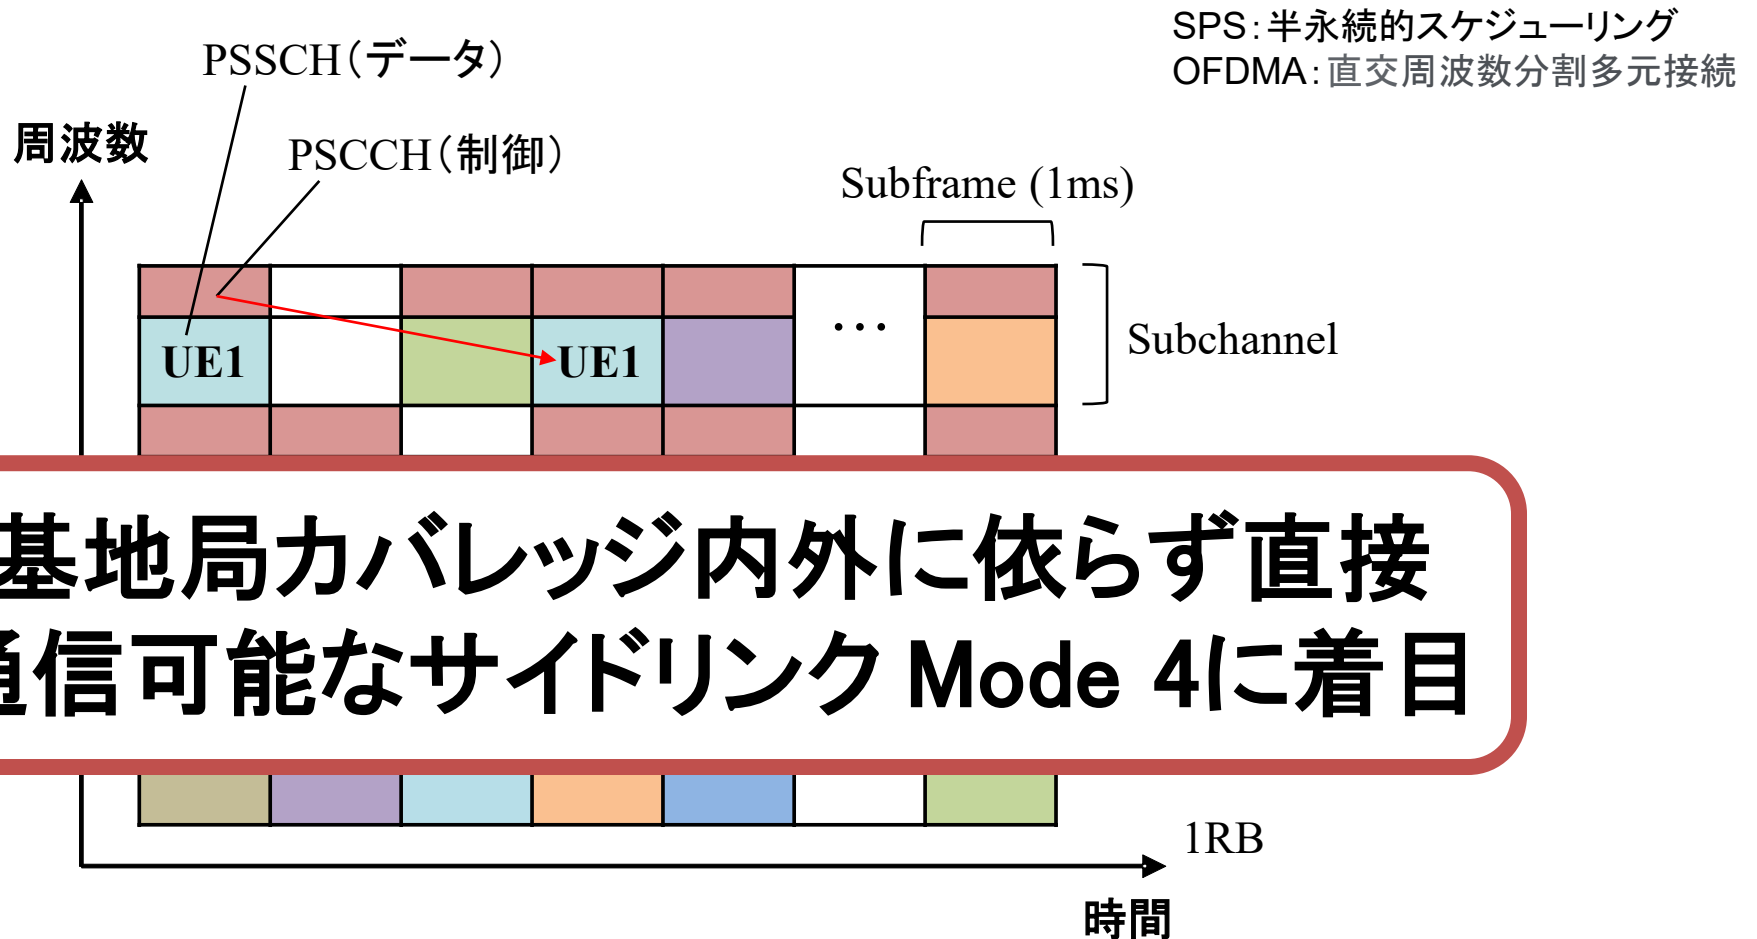 SPS：半永続的スケジューリング
OFDMA：直交周波数分割多元接続
PSSCH（データ）
周波数
PSCCH（制御）
Subframe (1ms)
…
UE1
UE1
Subchannel
基地局カバレッジ内外に依らず直接
通信可能なサイドリンク Mode 4に着目
1RB
時間